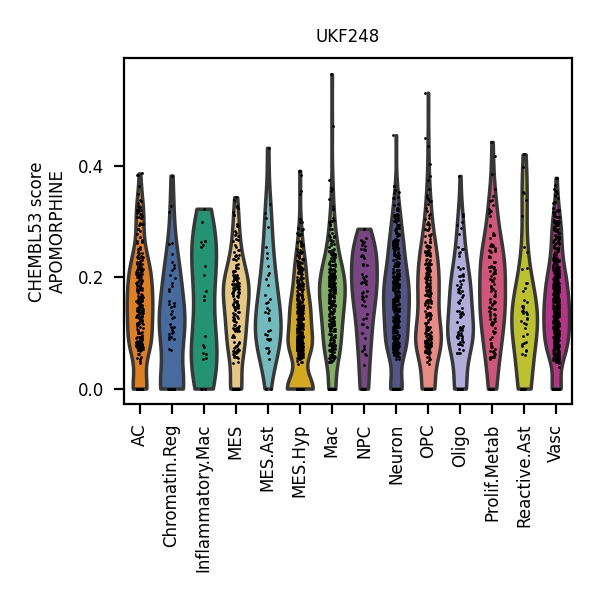 UKF248
CHEMBL53 score
APOMORPHINE
0.4
0.2
0.0
AC
Chromatin.Reg
Inflammatory.Mac
MES
MES.Ast
MES.Hyp
Mac
NPC
Neuron
OPC
Oligo
Prolif.Metab
Reactive.Ast
Vasc